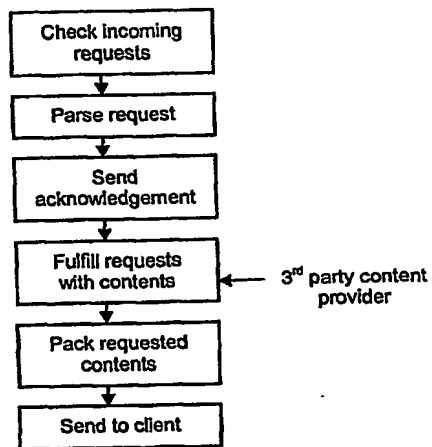 Check incoming
requests
Parse request
Send
acknowledgement
Fulfill requests
with contents
3rd party content
provider
Pack requested
contents
Send to client